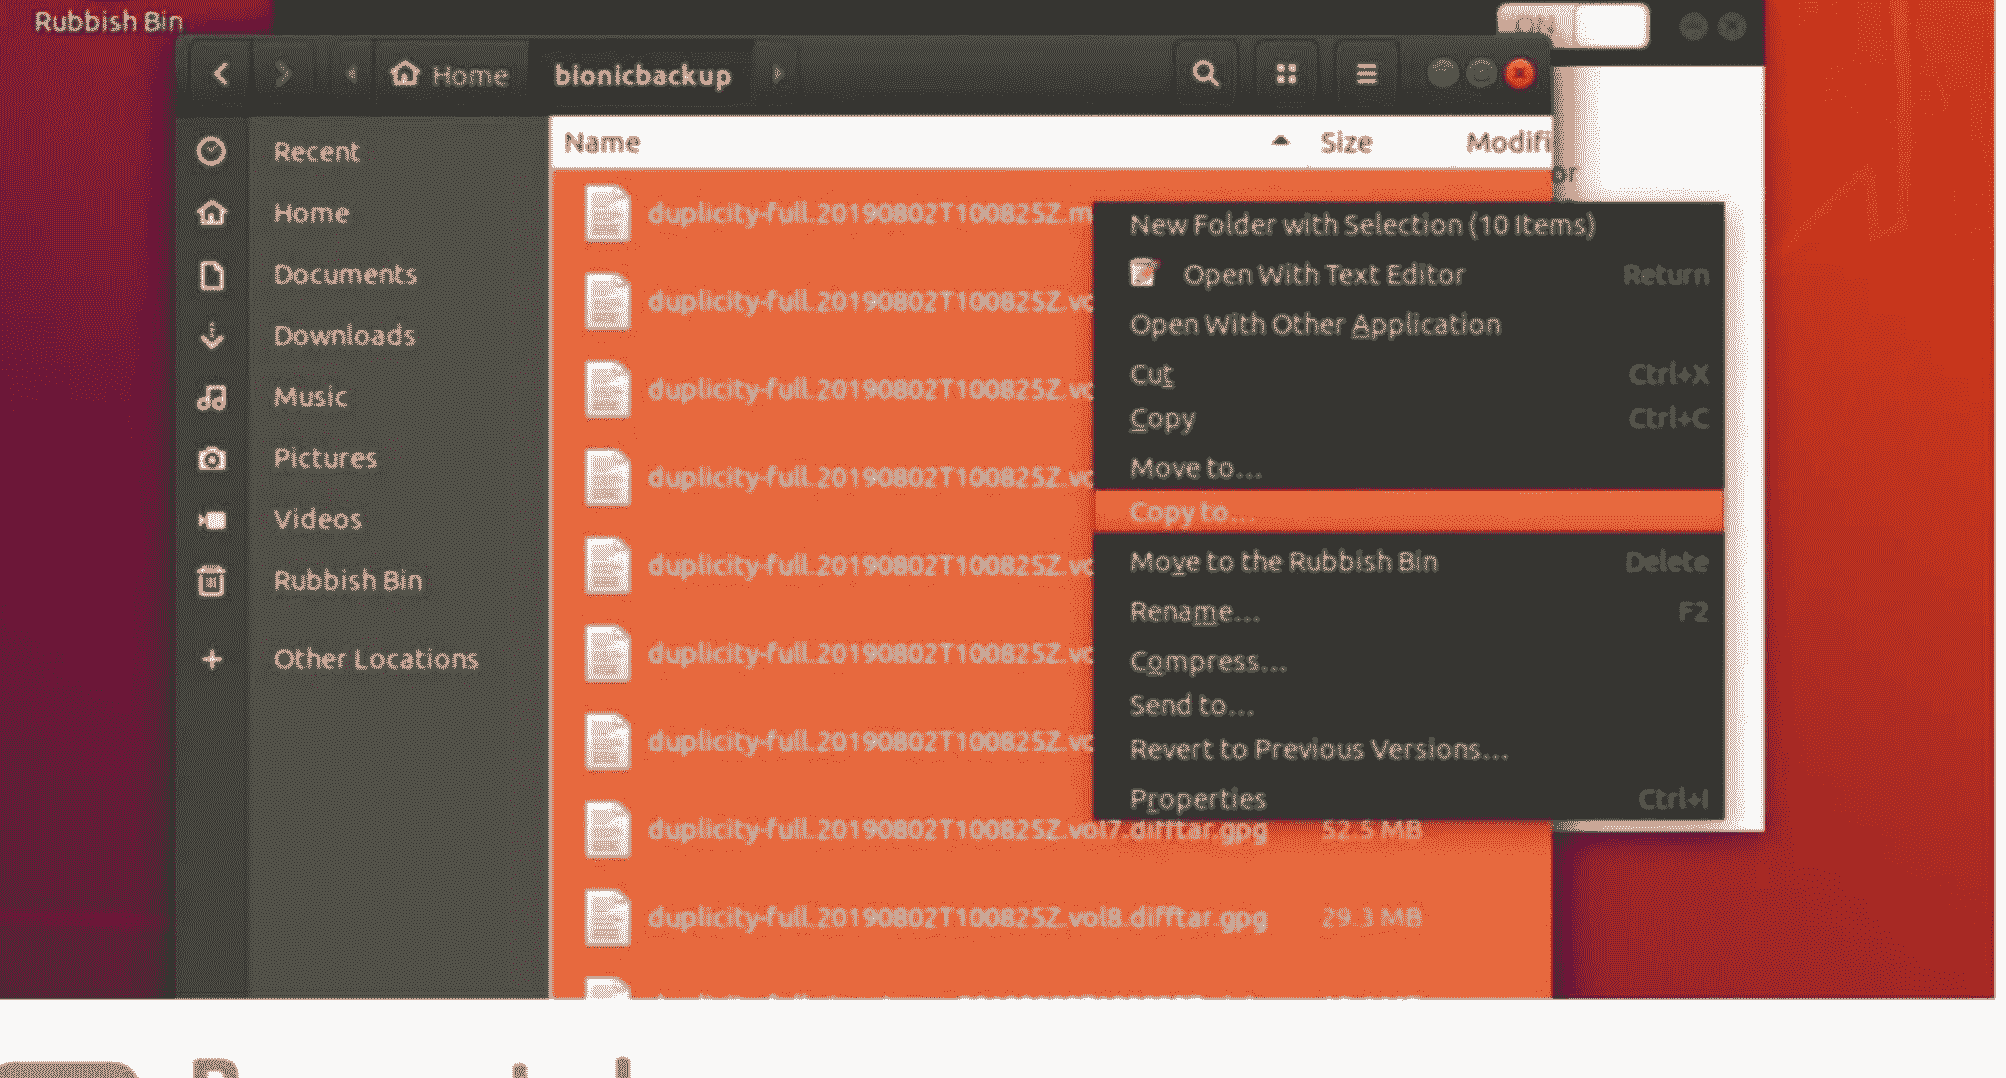 Rubbish Bin
ON
Home bionicbackup
Recent
Home
Documents
Downloads
Music
Pictures
Videos
Rubbish Bin
Other Locations
Name Size Modifi
or
duplicity-full.20190802T100825Z.m
duplicity-full.20190802T100825Z.vo
duplicity-full.20190802T100825Z.vo
duplicity-full.20190802T100825Z.vo
duplicity-full.20190802T100825Z.vo
duplicity-full.20190802T100825Z.vo
duplicity-full.20190802T100825Z.vo
duplicity-full.20190802T100825Z.vol7.difftar.gpg 52.5 MB
duplicity-full.20190802T100825Z.vol8.difftar.gpg 29.3 MB
New Folder with Selection (10 Items)
Open With Text Editor Return
Open With Other Application
Cut Ctrl+X
Copy Ctrl+C
Move to…
Copy to…
Move to the Rubbish Bin Delete
Rename… F2
Compress…
Send to…
Revert to Previous Versions…
Properties Ctrl+I